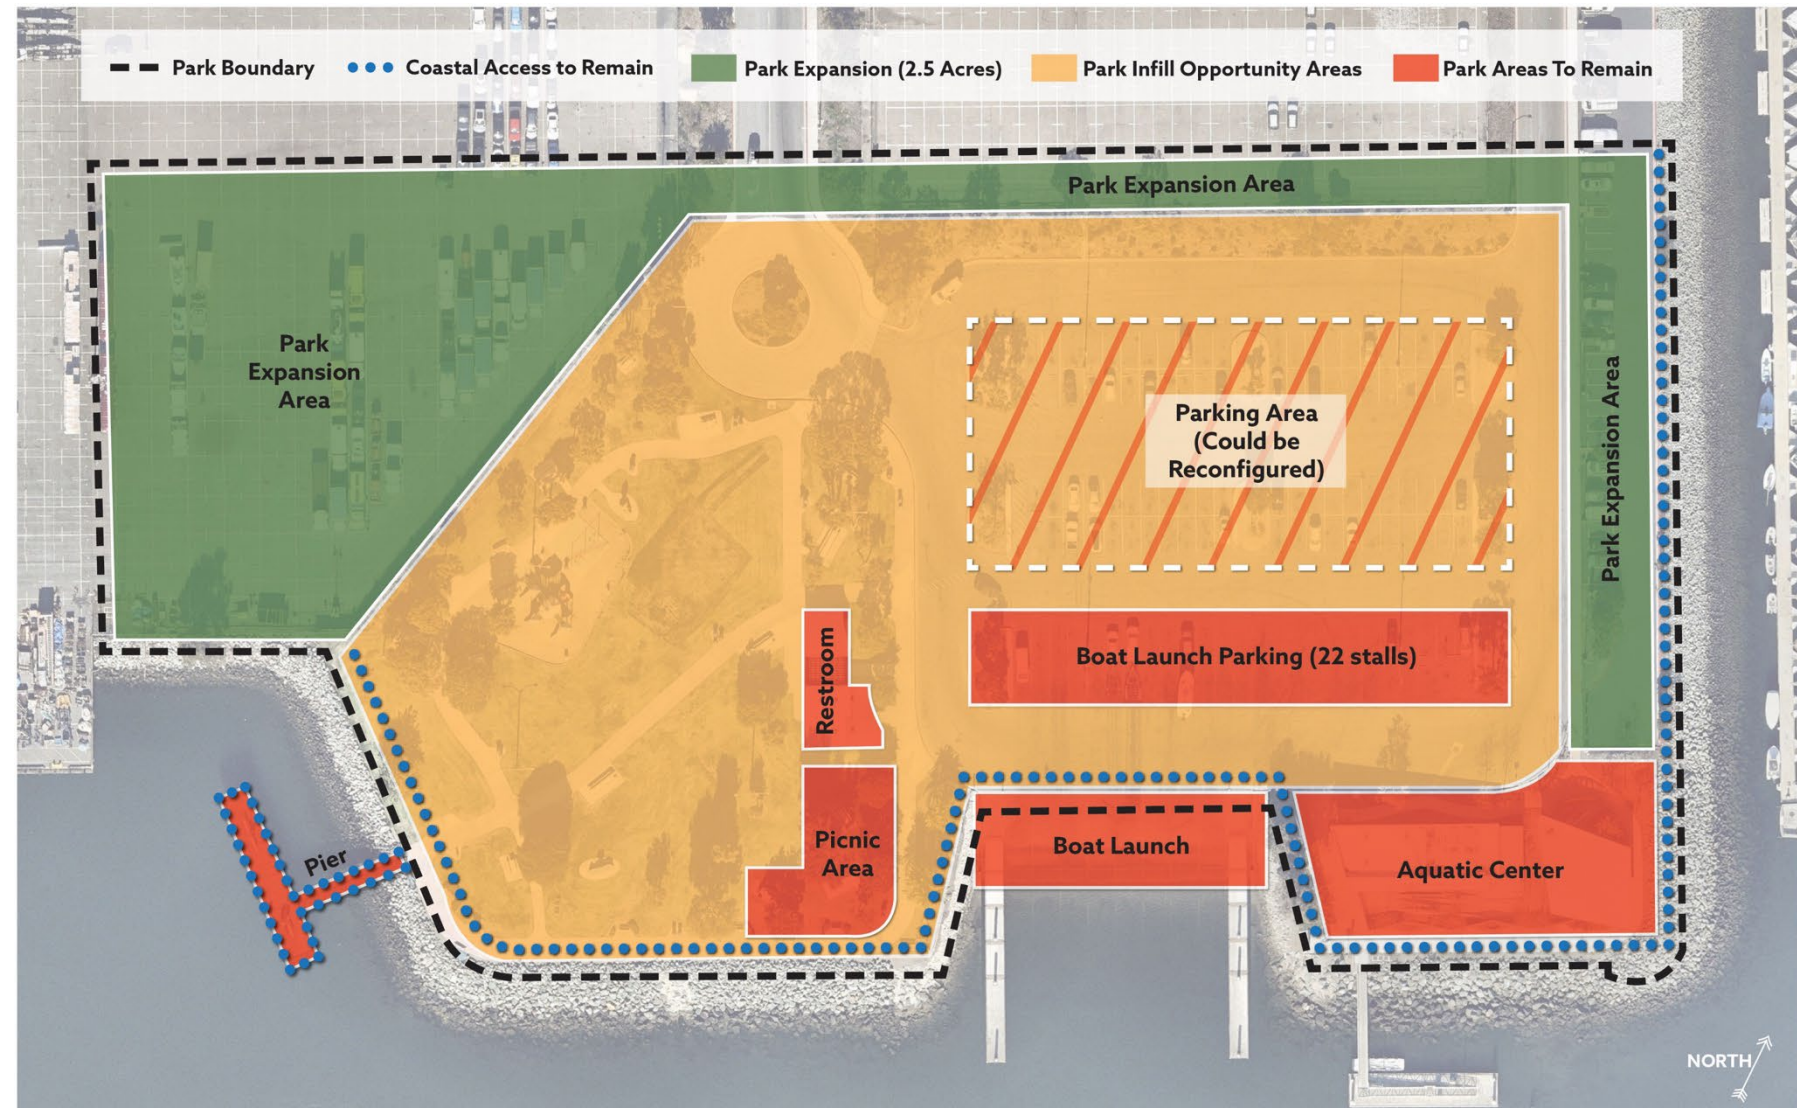 Park Boundary
Coastal Access to Remain
Park Expansion (2.5 Acres)
Park Infill Opportunity Areas
Park Areas To Remain
Park Expansion Area
Park
Expansion
Area
Parking Area
(Could be
Reconfigured)
Park Expansion Area
Restroom
Boat Launch Parking (22 stalls)
Picnic
Area
Boat Launch
Aquatic Center
Pier
NORTH